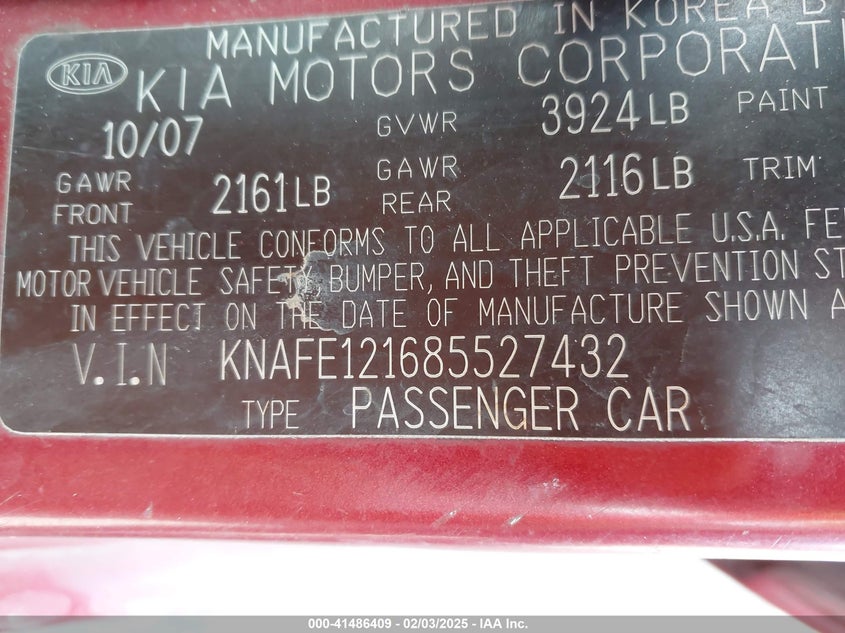 MANUFACTURED IN KOREA B
KIA KIA MOTORS CORPORATI
10/07 GVWR 3924LB PAINT
GAWR FRONT 2161LB GAWR REAR 2116LB TRIM
THIS VEHICLE CONFORMS TO ALL APPLICABLE U.S.A. FE
MOTOR VEHICLE SAFETY, BUMPER, AND THEFT PREVENTION ST
IN EFFECT ON THE DATE OF MANUFACTURE SHOWN A
V.I.N KNAFE121685527432
TYPE PASSENGER CAR
000-41486409 - 02/03/2025 - IAA Inc.